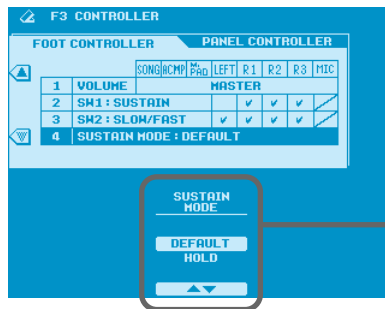 F3 CONTROLLER
FOOT CONTROLLER PANEL CONTROLLER
SONG ACMP M.PAD LEFT R1 R2 R3 MIC
1 VOLUME MASTER
2 SW1:SUSTAIN ✔ ✔ ✔
3 SW2:SLOW/FAST ✔ ✔ ✔ ✔
4 SUSTAIN MODE:DEFAULT
SUSTAIN
MODE
DEFAULT
HOLD